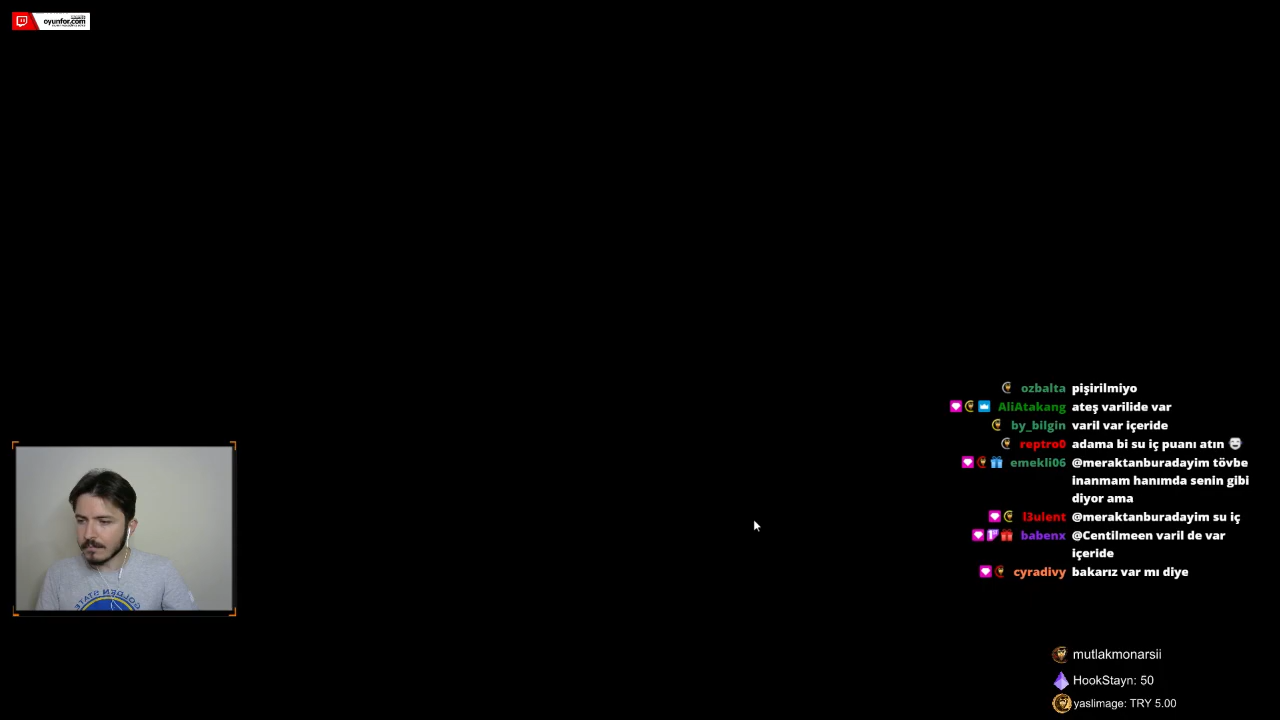 oyunfor.com
ozbalta pişirilmiyo
AliAtakang ateş varilide var
by_bilgin varil var içeride
reptro0 adama bi su iç puanı atın
emekli06 @meraktanburadayim tövbe
inanmam hanımda senin gibi
diyor ama
l3ulent @meraktanburadayim su iç
babenx @Centilmeen varil de var
içeride
cyradivy bakarız var mı diye
GOLDEN STATE
mutlakmonarsii
HookStayn: 50
yaslimage: TRY 5.00